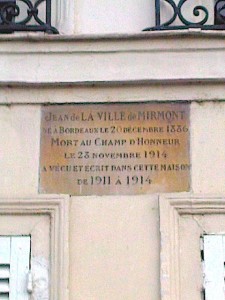 JEAN DE LA VILLE DE MIRMONT
NÉ À BORDEAUX LE 20 DÉCEMBRE 1886
MORT AU CHAMP D'HONNEUR
LE 28 NOVEMBRE 1914
A VÉCU ET ÉCRIT DANS CETTE MAISON
DE 1911 À 1914